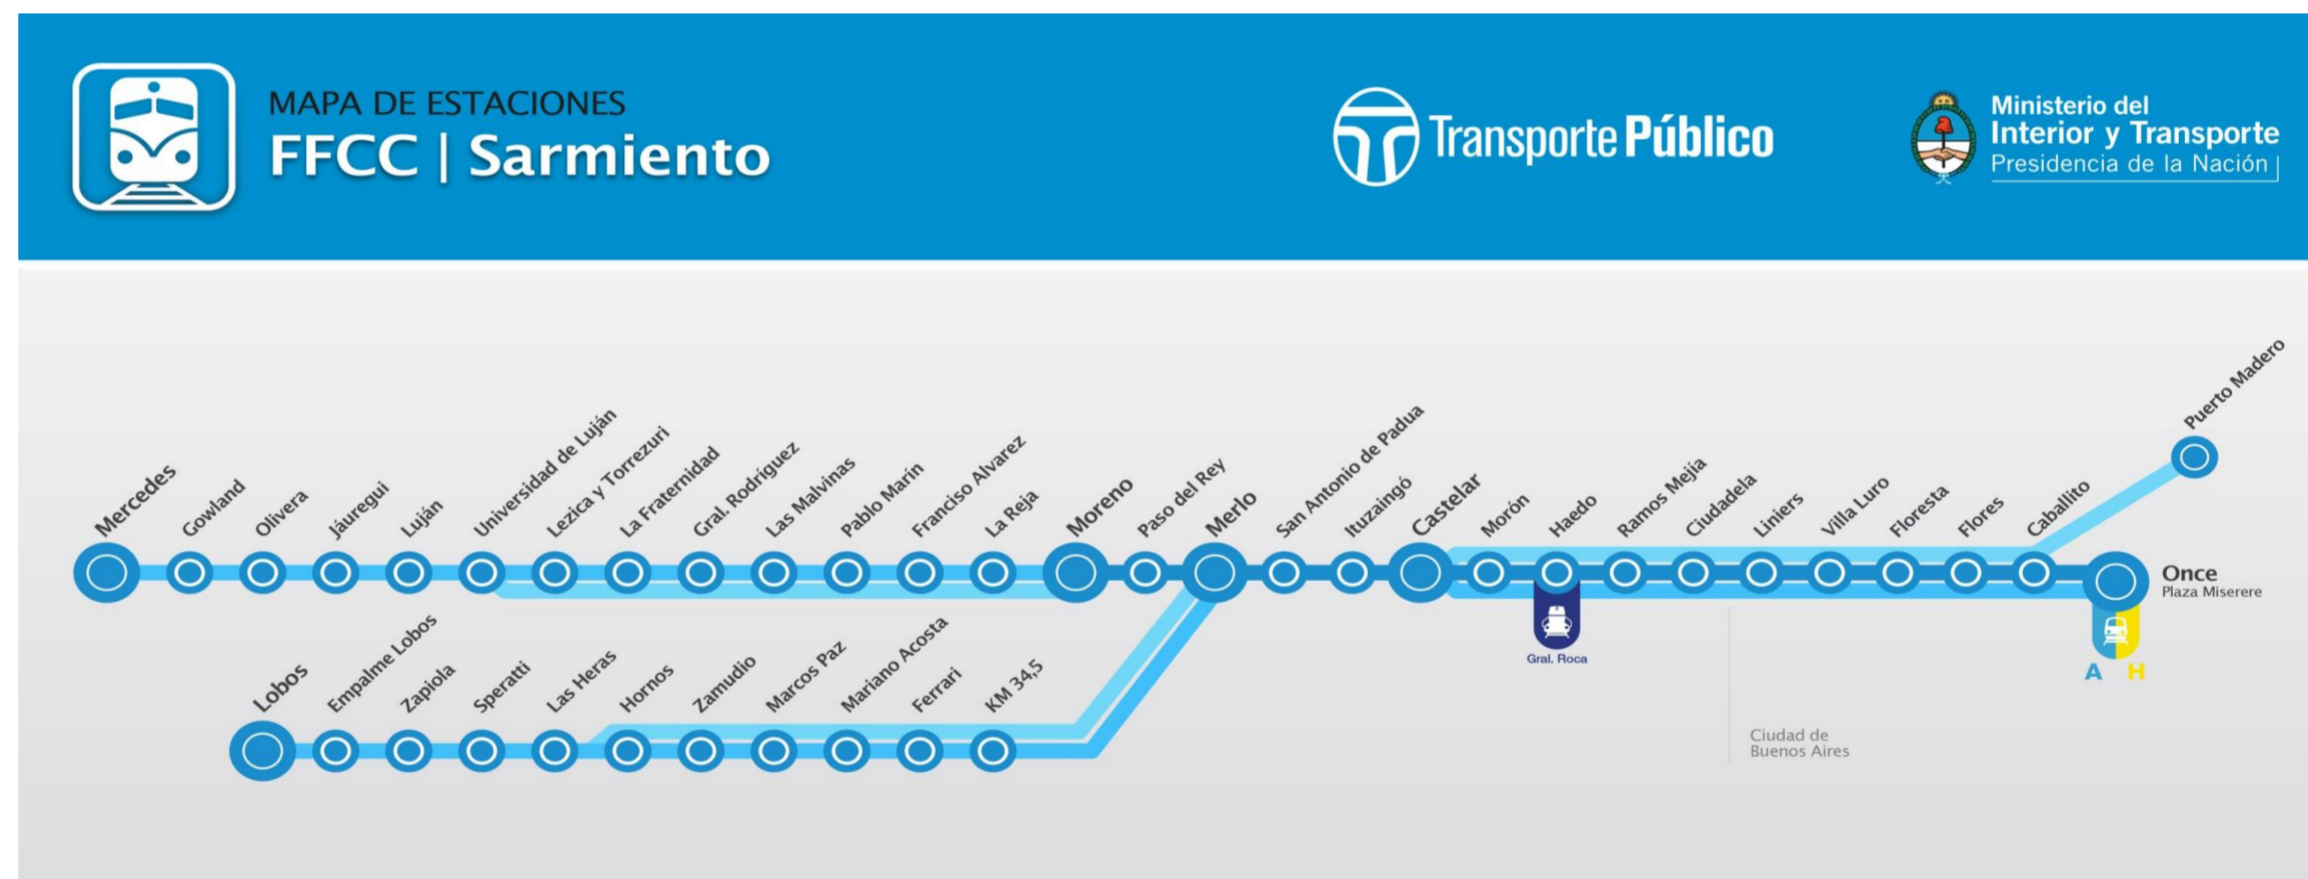 MAPA DE ESTACIONES
FFCC | Sarmiento
Transporte Público
Ministerio del
Interior y Transporte
Presidencia de la Nación
Puerto Madero
Mercedes
Gowland
Olivera
Jáuregui
Luján
Universidad de Luján
Lezica y Torrezuri
La Fraternidad
Gral. Rodríguez
Las Malvinas
Pablo Marín
Franciso Alvarez
La Reja
Moreno
Paso del Rey
Merlo
San Antonio de Padua
Ituzaingó
Castelar
Morón
Haedo
Ramos Mejía
Ciudadela
Liniers
Villa Luro
Floresta
Flores
Caballito
Once
Plaza Miserere
Gral. Roca
A H
Lobos
Empalme Lobos
Zapiola
Speratti
Las Heras
Hornos
Zamudio
Marcos Paz
Mariano Acosta
Ferrari
KM 34,5
Ciudad de
Buenos Aires